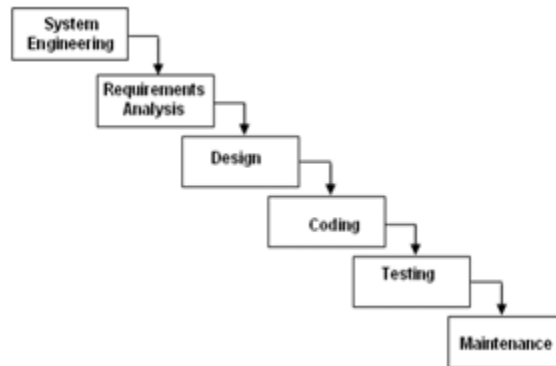 System
Engineering
Requirements
Analysis
Design
Coding
Testing
Maintenance